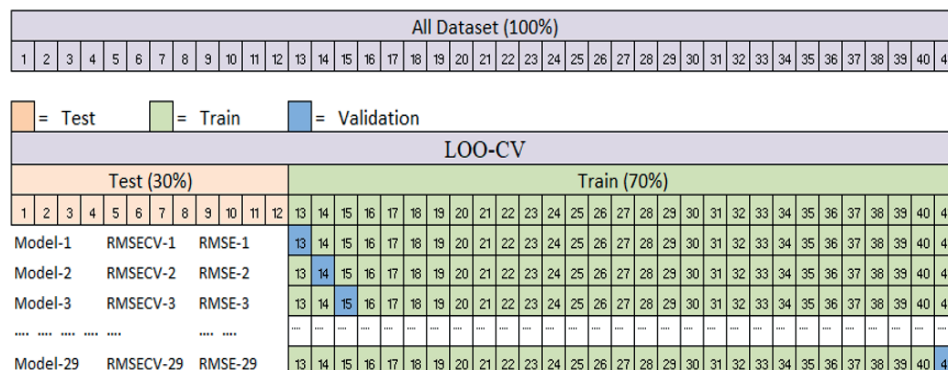 All Dataset (100%)
1 2 3 4 5 6 7 8 9 10 11 12 13 14 15 16 17 18 19 20 21 22 23 24 25 26 27 28 29 30 31 32 33 34 35 36 37 38 39 40 4
= Test = Train = Validation
LOO-CV
Test (30%) Train (70%)
1 2 3 4 5 6 7 8 9 10 11 12 13 14 15 16 17 18 19 20 21 22 23 24 25 26 27 28 29 30 31 32 33 34 35 36 37 38 39 40 4
Model-1 RMSECV-1 RMSE-1 13 14 15 16 17 18 19 20 21 22 23 24 25 26 27 28 29 30 31 32 33 34 35 36 37 38 39 40 4
Model-2 RMSECV-2 RMSE-2 13 14 15 16 17 18 19 20 21 22 23 24 25 26 27 28 29 30 31 32 33 34 35 36 37 38 39 40 4
Model-3 RMSECV-3 RMSE-3 13 14 15 16 17 18 19 20 21 22 23 24 25 26 27 28 29 30 31 32 33 34 35 36 37 38 39 40 4
.... .... .... .... .... .... .... .... .... .... .... .... .... .... .... .... .... .... .... .... .... .... .... .... .... .... .... .... .... .... .... .... .... .... .... ....
Model-29 RMSECV-29 RMSE-29 13 14 15 16 17 18 19 20 21 22 23 24 25 26 27 28 29 30 31 32 33 34 35 36 37 38 39 40 4